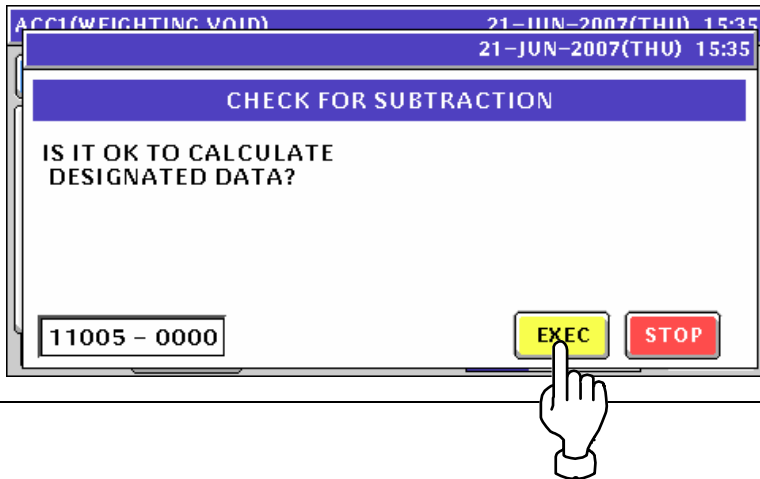 ACC1(WEIGHTING VOID) 21-JUN-2007(THU) 15:35
21-JUN-2007(THU) 15:35
CHECK FOR SUBTRACTION
IS IT OK TO CALCULATE
DESIGNATED DATA?
11005 - 0000
EXEC STOP